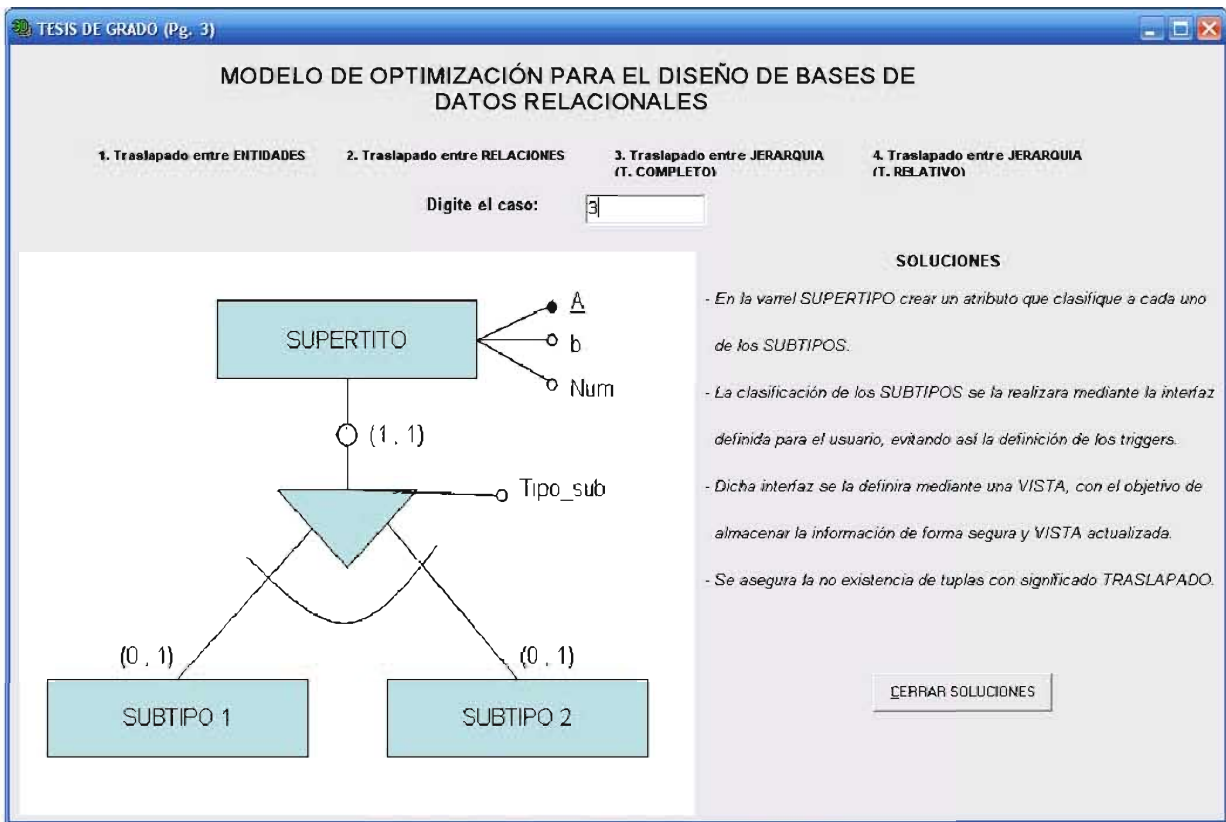 TESIS DE GRADO (Pg. 3)
MODELO DE OPTIMIZACIÓN PARA EL DISEÑO DE BASES DE
DATOS RELACIONALES
1. Traslapado entre ENTIDADES
2. Traslapado entre RELACIONES
3. Traslapado entre JERARQUIA
(T. COMPLETO)
4. Traslapado entre JERARQUIA
(T. RELATIVO)
Digite el caso:
3
SUPERTITO
A
b
Num
(1 , 1)
Tipo_sub
(0 , 1)
(0 , 1)
SUBTIPO 1
SUBTIPO 2
SOLUCIONES
- En la varrel SUPERTIPO crear un atributo que clasifique a cada uno
de los SUBTIPOS.
- La clasificación de los SUBTIPOS se la realizara mediante la interfaz
definida para el usuario, evitando así la definición de los triggers.
- Dicha interfaz se la definira mediante una VISTA, con el objetivo de
almacenar la información de forma segura y VISTA actualizada.
- Se asegura la no existencia de tuplas con significado TRASLAPADO.
CERRAR SOLUCIONES